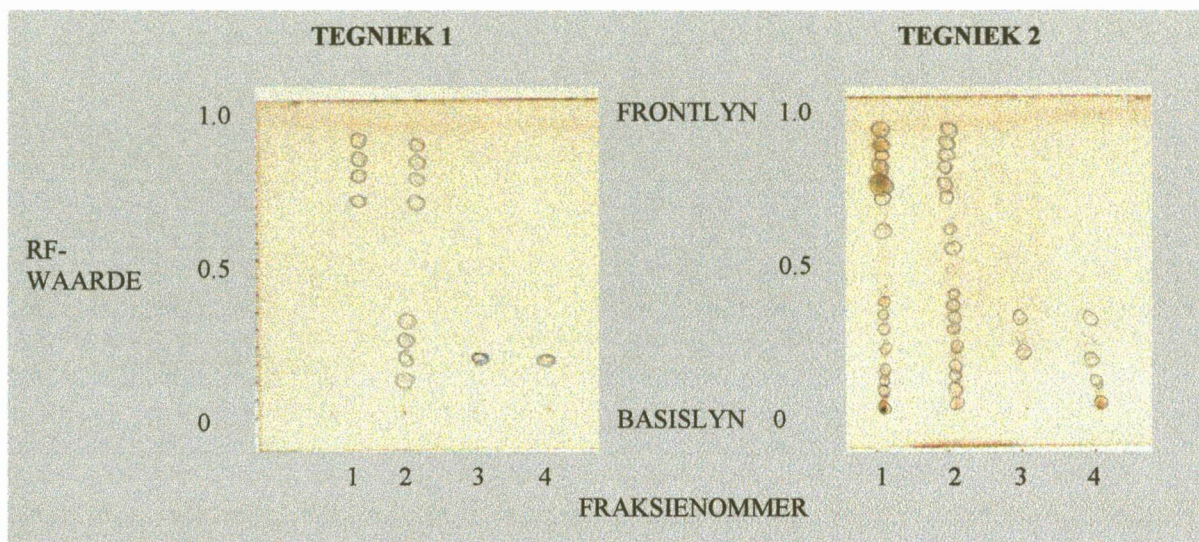 TEGNIEK 1 TEGNIEK 2
1.0 FRONTLYN 1.0
RF-
WAARDE
0.5 0.5
0 BASISLYN 0
1 2 3 4 1 2 3 4
FRAKSIENOMMER